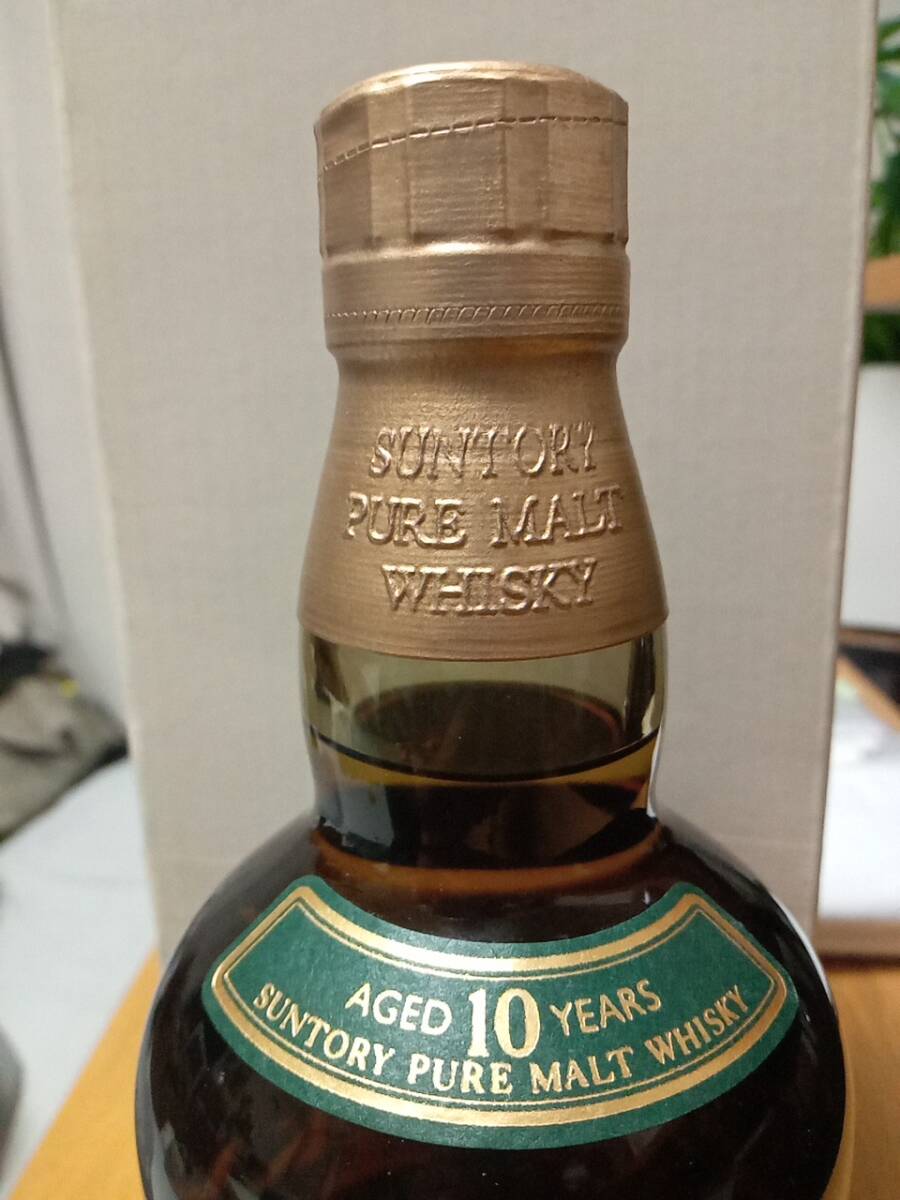 SUNTORY
PURE MALT
WHISKY
AGED 10 YEARS
SUNTORY PURE MALT WHISKY